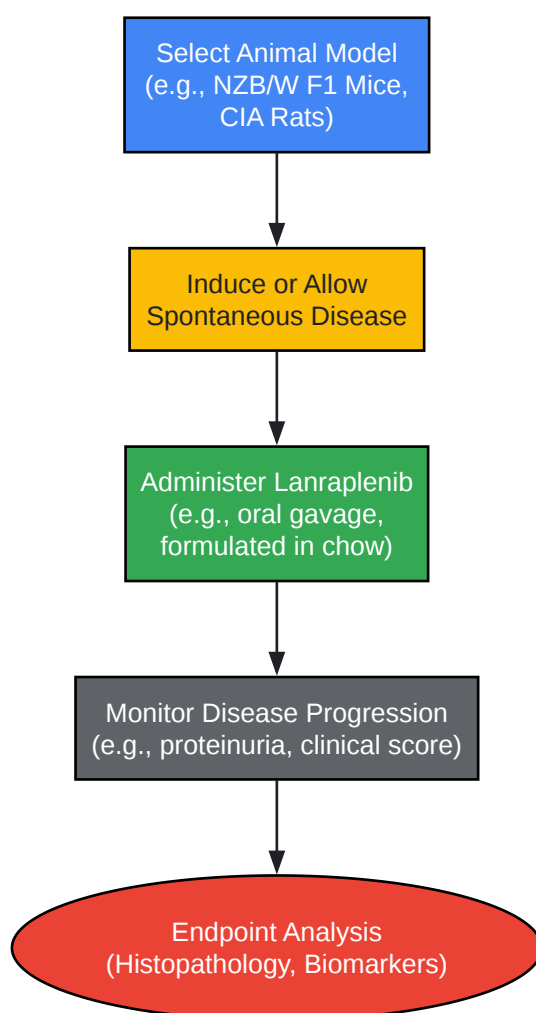 Select Animal Model
(e.g., NZB/W F1 Mice,
CIA Rats)
Induce or Allow
Spontaneous Disease
Administer Lanraplenib
(e.g., oral gavage,
formulated in chow)
Monitor Disease Progression
(e.g., proteinuria, clinical score)
Endpoint Analysis
(Histopathology, Biomarkers)